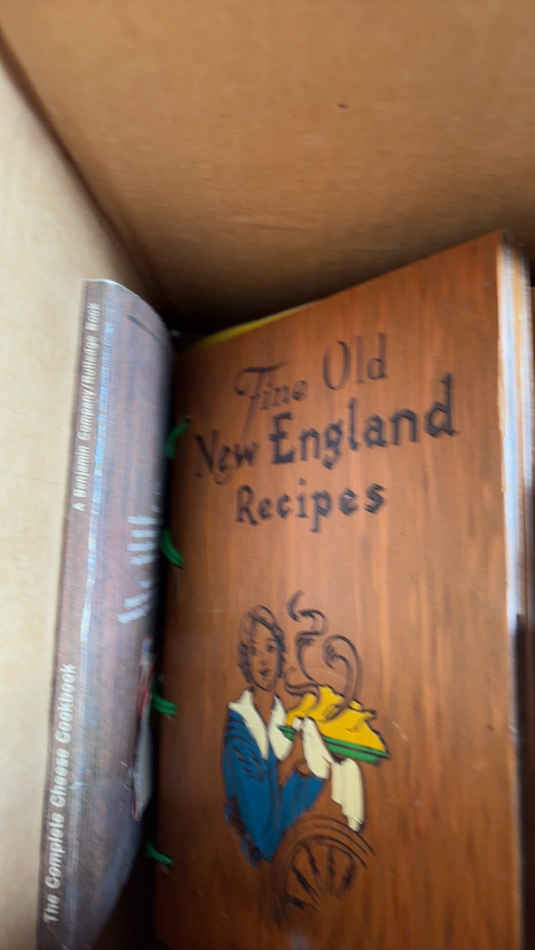 Fine Old
New England
Recipes
The Complete Cheese Cookbook
A Benjamin Company/Rutledge Book